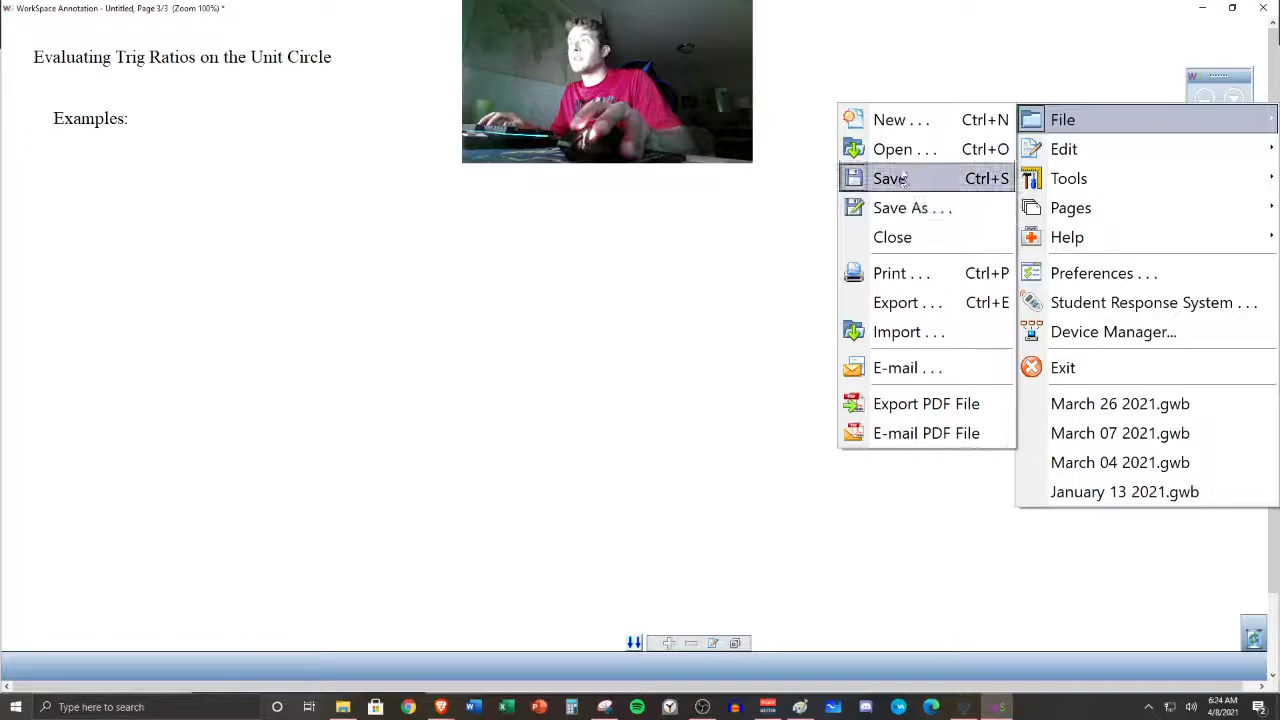 WorkSpace Annotation - Untitled, Page 3/3 (Zoom 100%) *
Evaluating Trig Ratios on the Unit Circle
Examples:
New . . . Ctrl+N
Open . . . Ctrl+O
Save Ctrl+S
Save As . . .
Close
Print . . . Ctrl+P
Export . . . Ctrl+E
Import . . .
E-mail . . .
Export PDF File
E-mail PDF File
File
Edit
Tools
Pages
Help
Preferences . . .
Student Response System . . .
Device Manager...
Exit
March 26 2021.gwb
March 07 2021.gwb
March 04 2021.gwb
January 13 2021.gwb
Type here to search
6:24 AM
4/8/2021